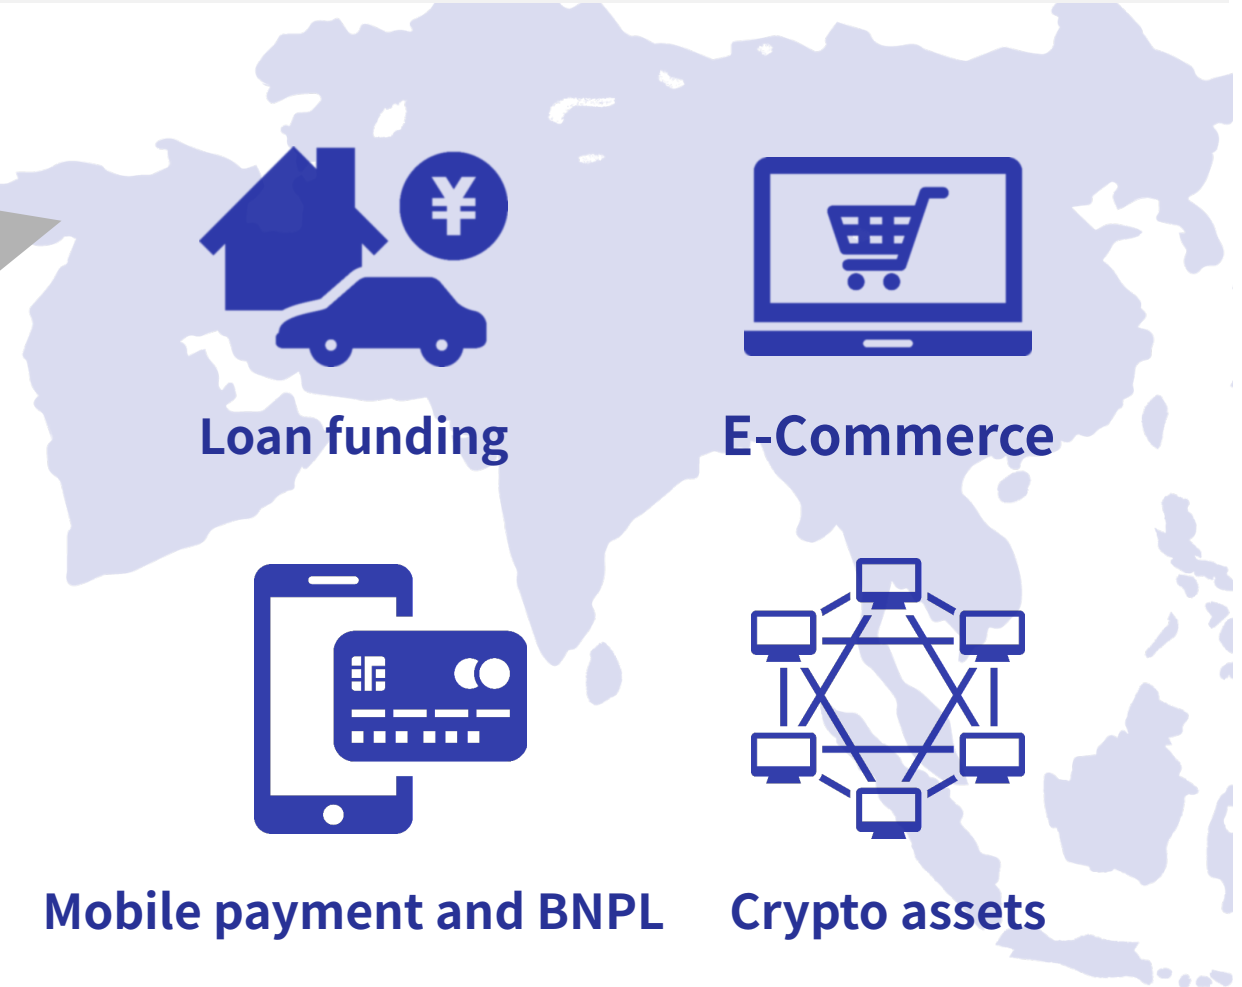 ¥
Loan funding
E-Commerce
Mobile payment and BNPL
Crypto assets